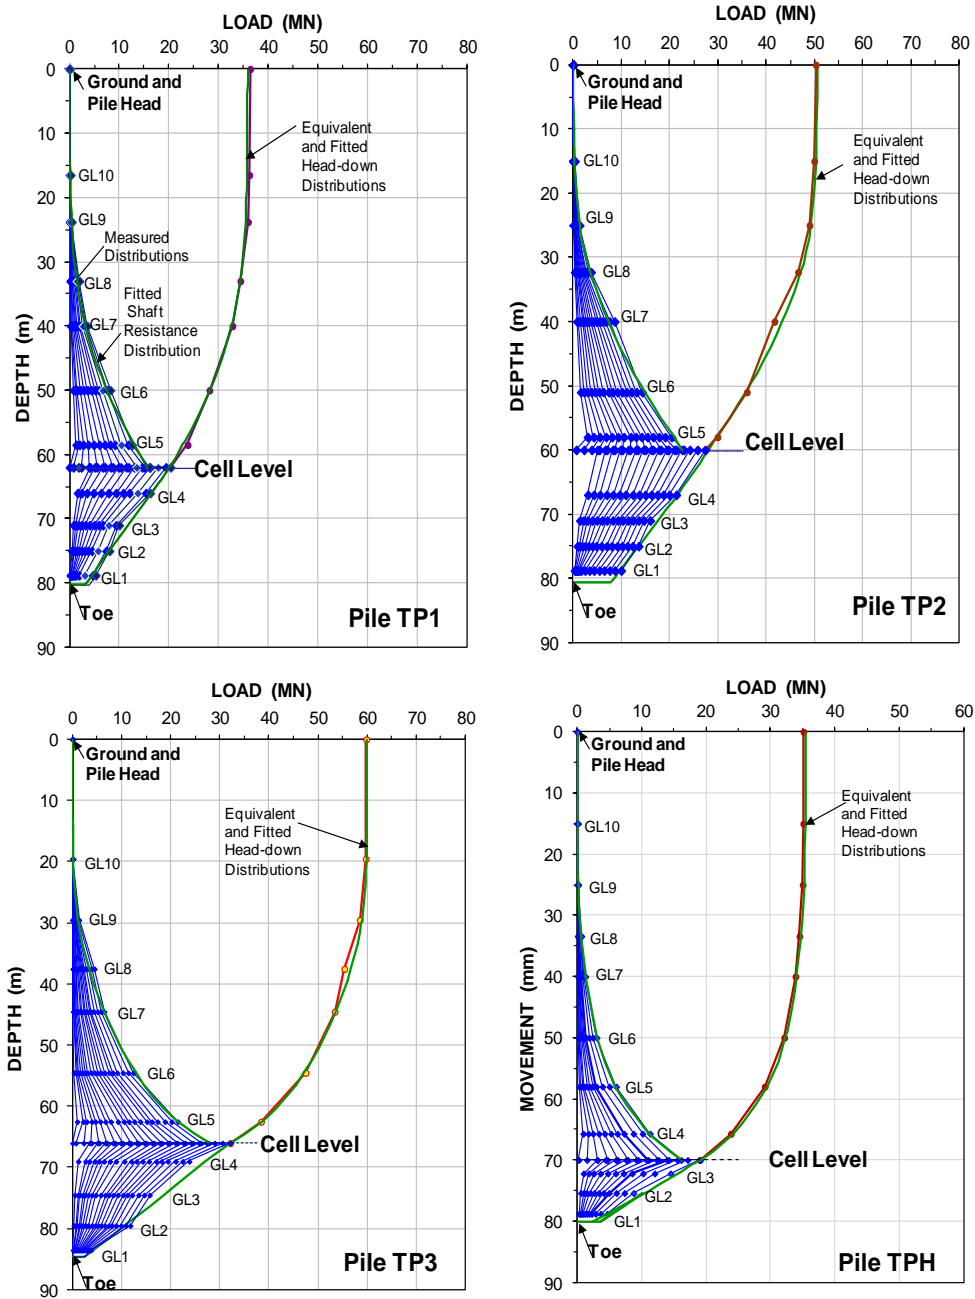 LOAD (MN)
0 10 20 30 40 50 60 70 80
0
10
20
30
40
50
60
70
80
90
DEPTH (m)
Ground and
Pile Head
Equivalent
and Fitted
Head-down
Distributions
GL10
GL9
Measured
Distributions
GL8
Fitted
Shaft
Resistance
Distribution
GL7
GL6
GL5
Cell Level
GL4
GL3
GL2
GL1
Toe
Pile TP1
LOAD (MN)
0 10 20 30 40 50 60 70 80
0
10
20
30
40
50
60
70
80
90
DEPTH (m)
Ground and
Pile Head
Equivalent
and Fitted
Head-down
Distributions
GL10
GL9
GL8
GL7
GL6
GL5
Cell Level
GL4
GL3
GL2
GL1
Toe
Pile TP2
LOAD (MN)
0 10 20 30 40 50 60 70 80
0
10
20
30
40
50
60
70
80
90
DEPTH (m)
Ground and
Pile Head
Equivalent
and Fitted
Head-down
Distributions
GL10
GL9
GL8
GL7
GL6
GL5
Cell Level
GL4
GL3
GL2
GL1
Toe
Pile TP3
LOAD (MN)
0 10 20 30 40 50 60
0
10
20
30
40
50
60
70
80
90
MOVEMENT (mm)
Ground and
Pile Head
Equivalent
and Fitted
Head-down
Distributions
GL10
GL9
GL8
GL7
GL6
GL5
GL4
Cell Level
GL3
GL2
GL1
Toe
Pile TPH